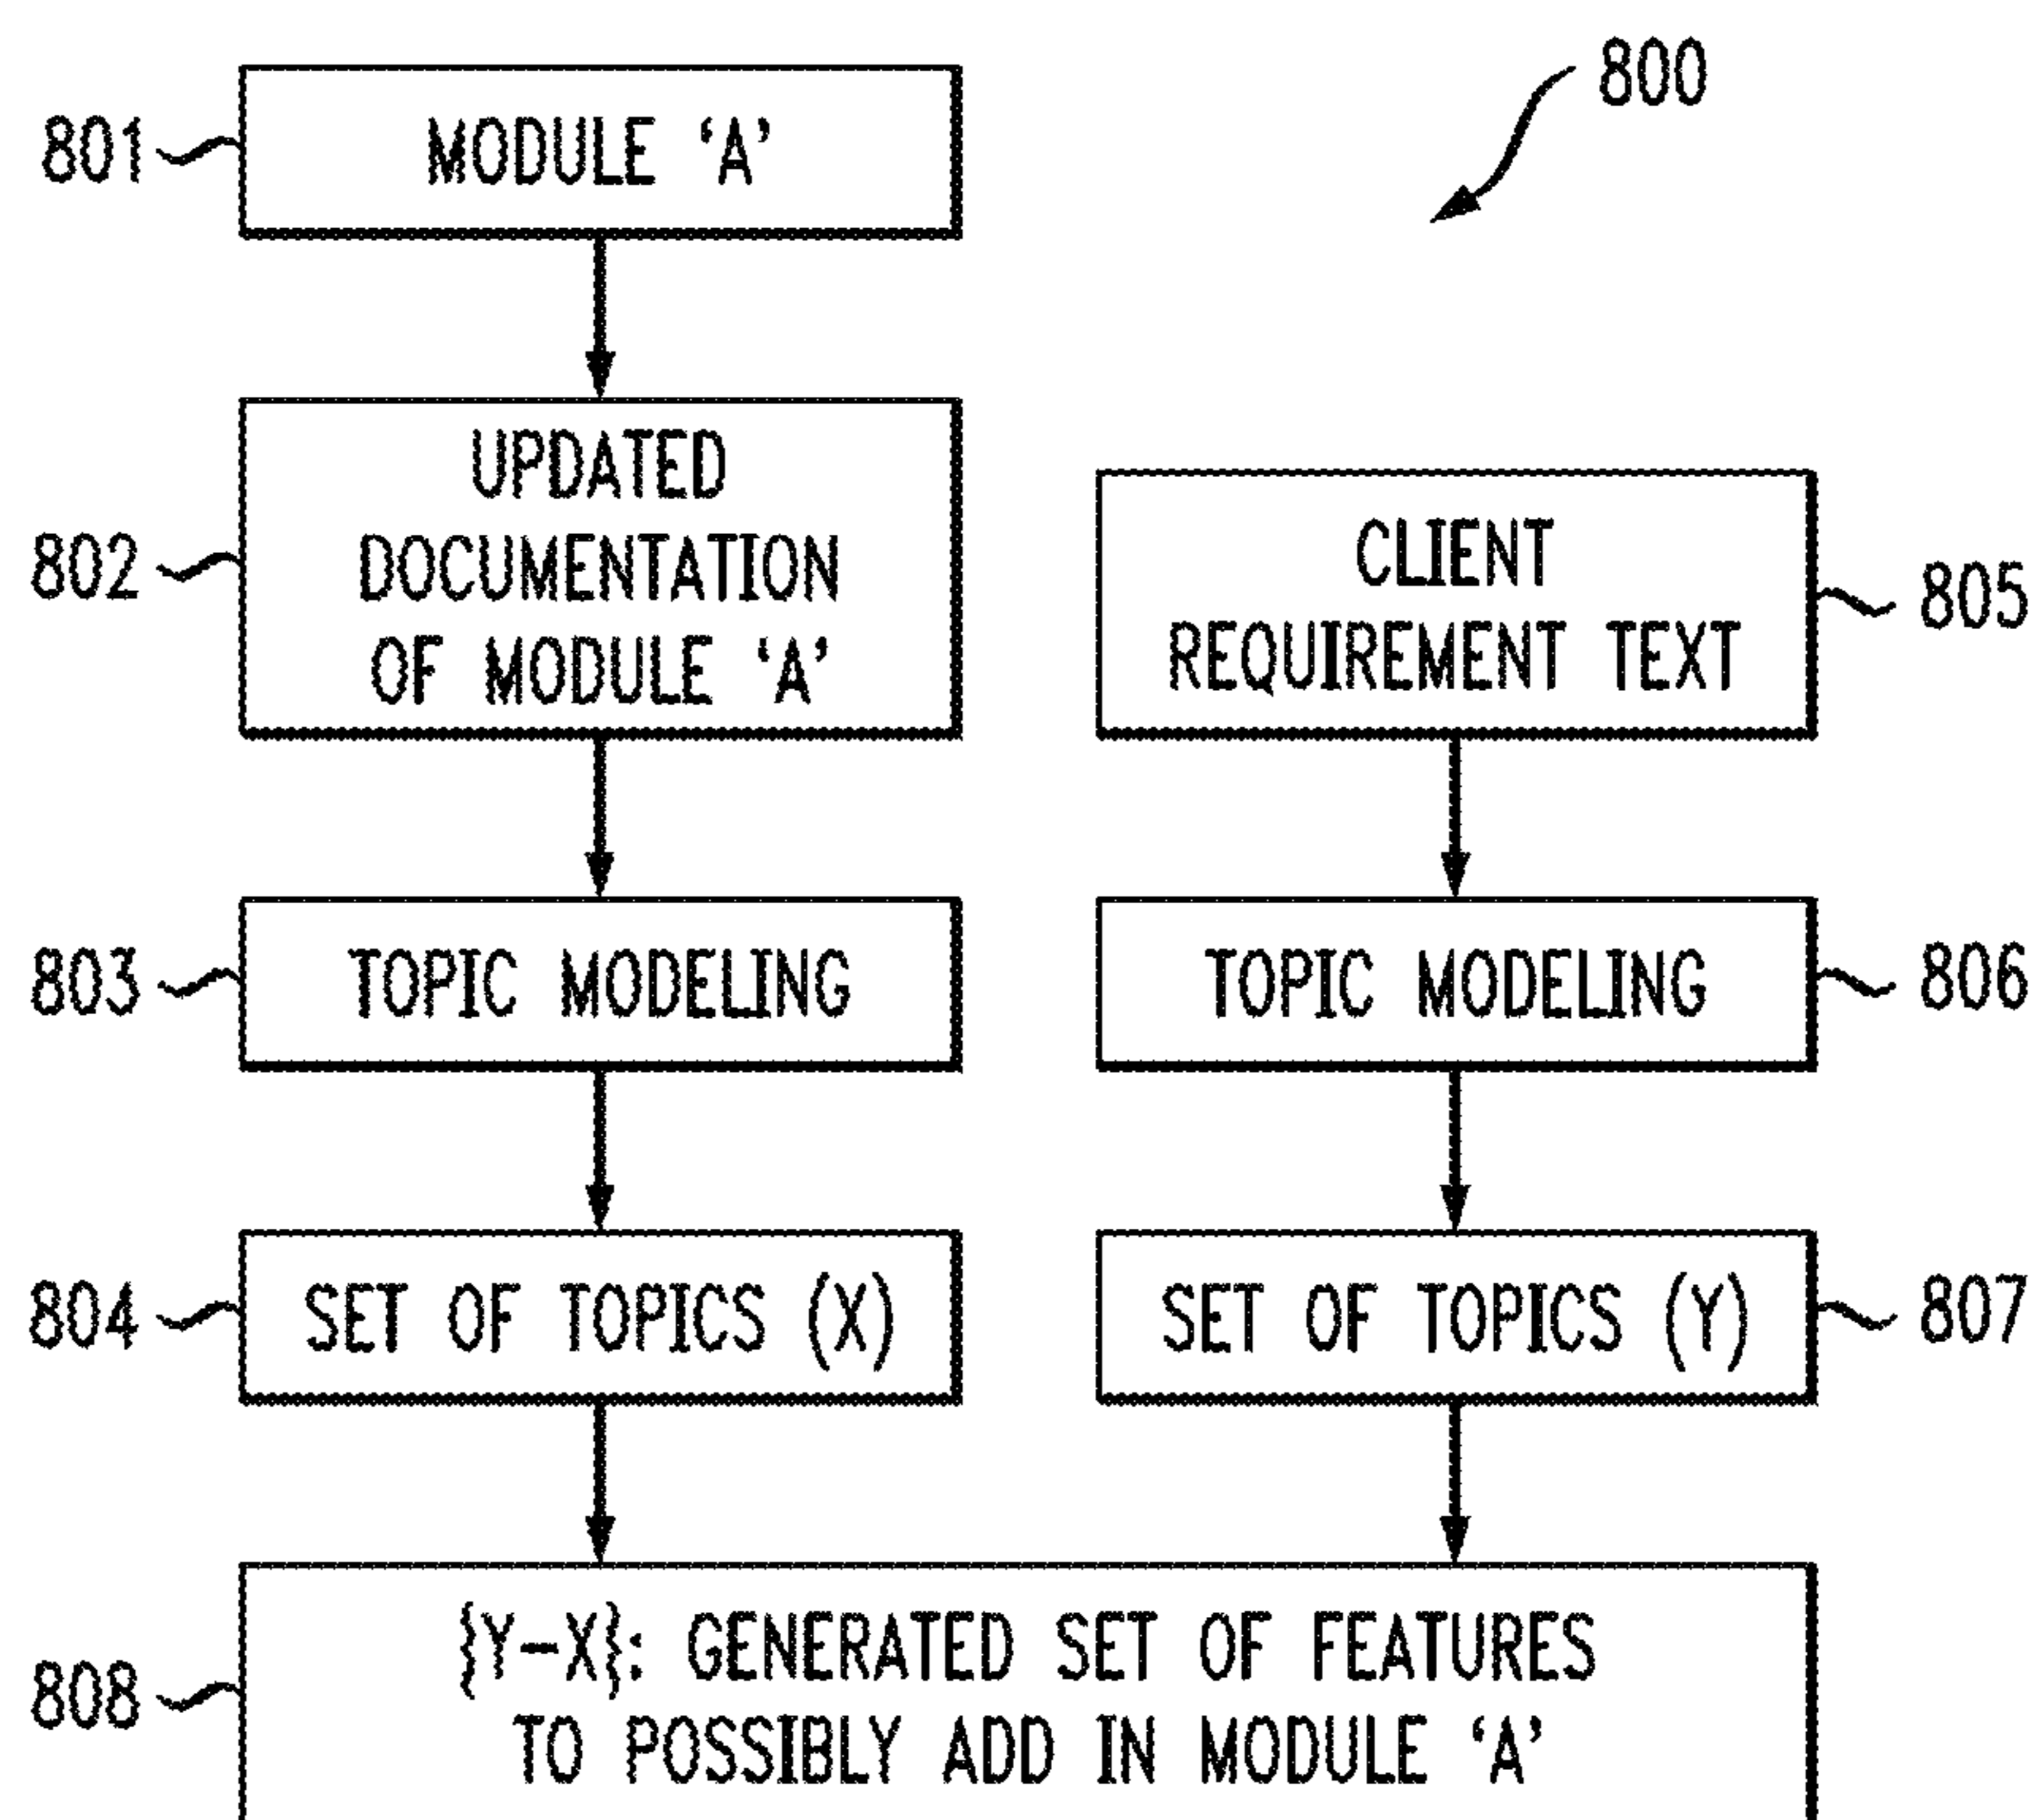 800
801
MODULE ‘A’
802
UPDATED
DOCUMENTATION
OF MODULE ‘A’
803
TOPIC MODELING
804
SET OF TOPICS (X)
CLIENT
REQUIREMENT TEXT
805
TOPIC MODELING
806
SET OF TOPICS (Y)
807
808
{Y-X}: GENERATED SET OF FEATURES
TO POSSIBLY ADD IN MODULE ‘A’